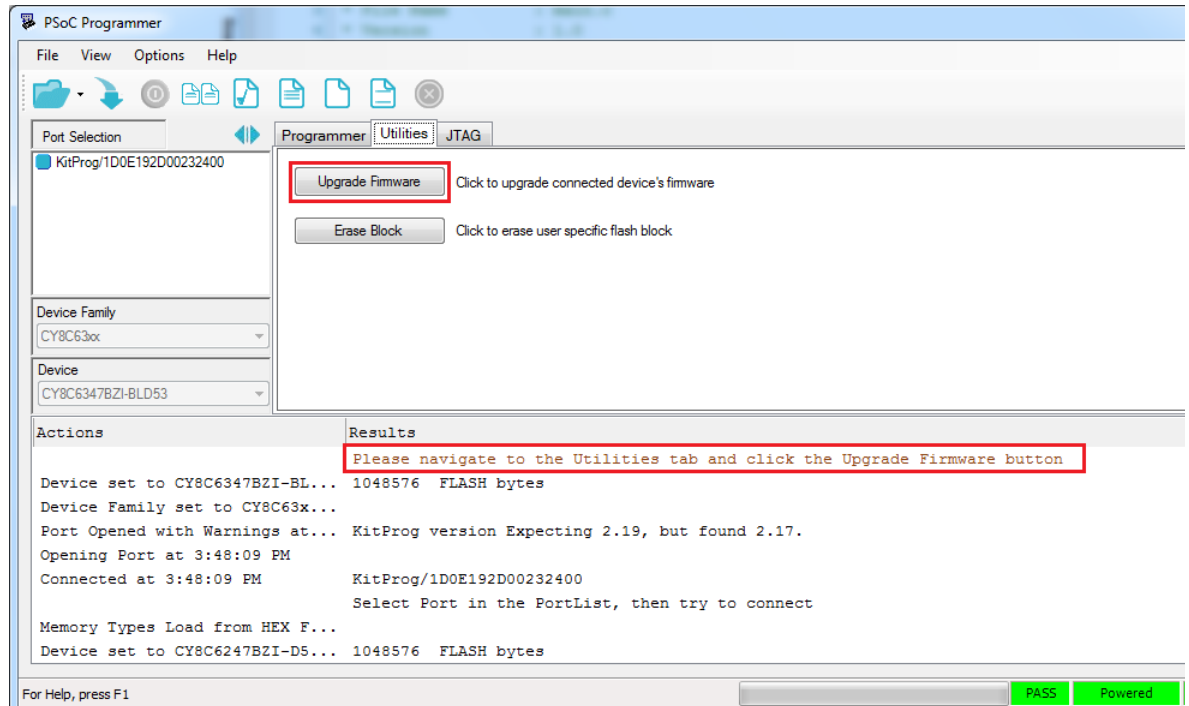 PSoC Programmer
File View Options Help
Port Selection
Programmer Utilities JTAG
KitProg/1D0E192D00232400
Upgrade Firmware Click to upgrade connected device's firmware
Erase Block Click to erase user specific flash block
Device Family
CY8C63xx
Device
CY8C6347BZI-BLD53
Actions Results
Please navigate to the Utilities tab and click the Upgrade Firmware button
Device set to CY8C6347BZI-BL... 1048576 FLASH bytes
Device Family set to CY8C63x...
Port Opened with Warnings at... KitProg version Expecting 2.19, but found 2.17.
Opening Port at 3:48:09 PM
Connected at 3:48:09 PM KitProg/1D0E192D00232400
Select Port in the PortList, then try to connect
Memory Types Load from HEX F...
Device set to CY8C6247BZI-D5... 1048576 FLASH bytes
For Help, press F1 PASS Powered